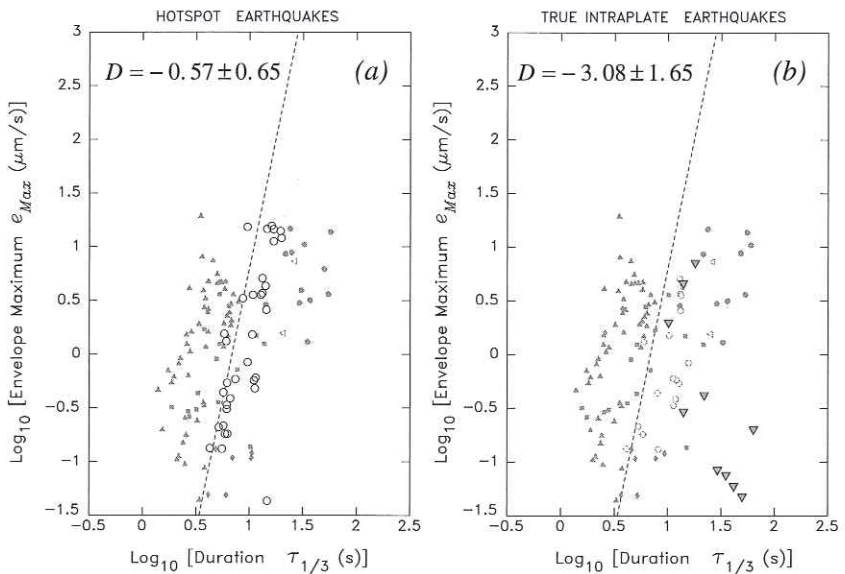 HOTSPOT EARTHQUAKES
TRUE INTRAPLATE EARTHQUAKES
3
2.5
2
1.5
1
0.5
0
−0.5
−1
−1.5
Log10 [Envelope Maximum eMax (μm/s)]
D = −0.57 ± 0.65
(a)
−0.5 0 0.5 1 1.5 2 2.5
Log10 [Duration τ1/3 (s)]
3
2.5
2
1.5
1
0.5
0
−0.5
−1
−1.5
Log10 [Envelope Maximum eMax (μm/s)]
D = −3.08 ± 1.65
(b)
−0.5 0 0.5 1 1.5 2 2.5
Log10 [Duration τ1/3 (s)]